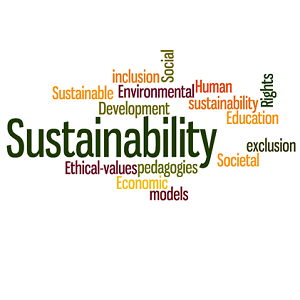 Social
inclusion
Sustainable Environmental Human
Development sustainability Rights
Education
Sustainability exclusion
Societal
Ethical-values pedagogies
Economic
models